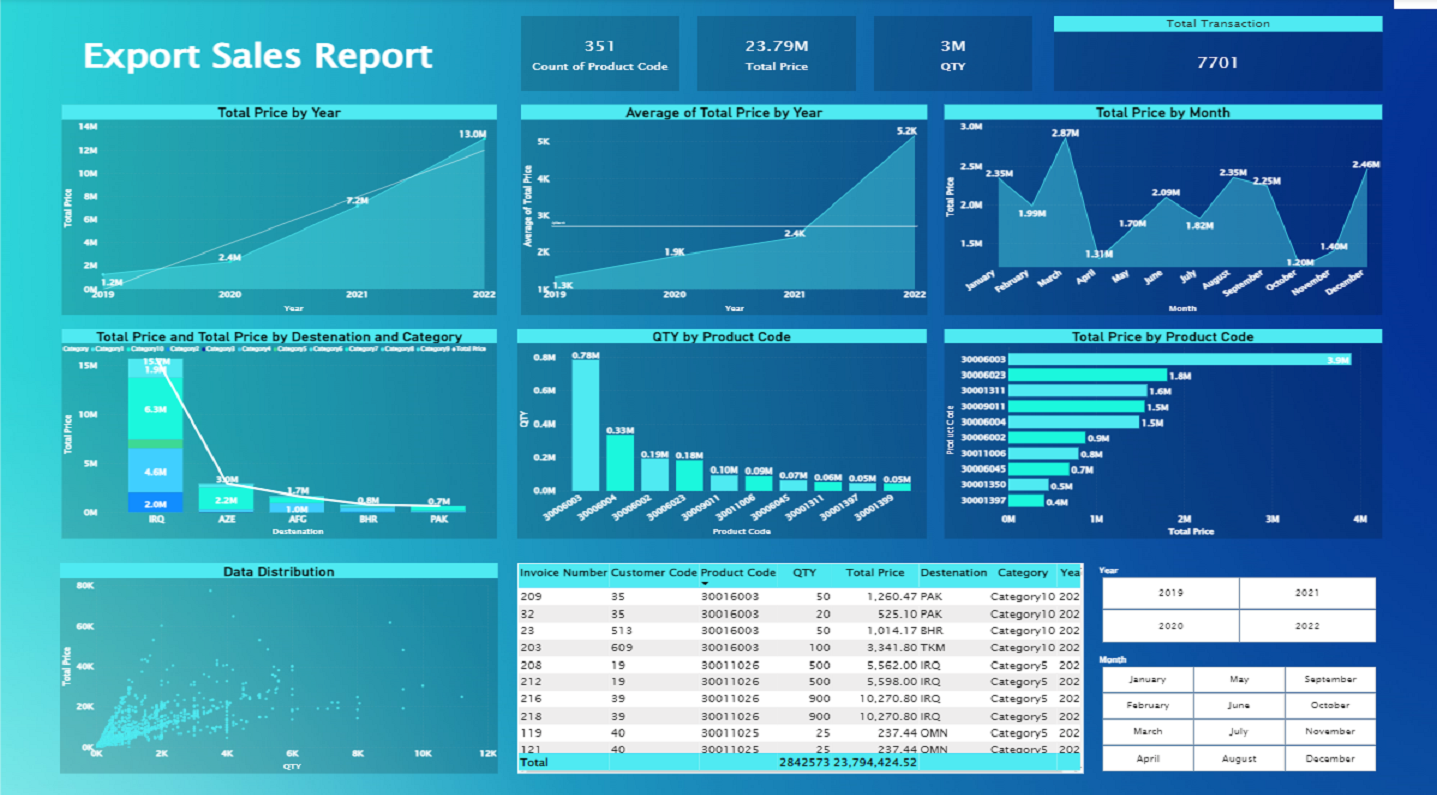 Export Sales Report
351
Count of Product Code
23.79M
Total Price
3M
QTY
Total Transaction
7701
Total Price by Year
14M
12M
10M
8M
6M
4M
2M
0M
Total Price
1.2M
2.4M
7.2M
13.0M
2019 2020 2021 2022
Year
Average of Total Price by Year
5K
4K
3K
2K
1K
Average of Total Price
1.3K
1.9K
2.4K
5.2K
2019 2020 2021 2022
Year
Total Price by Month
3.0M
2.5M
2.0M
1.5M
Total Price
2.35M
1.99M
2.87M
1.31M
1.70M
2.09M
1.82M
2.35M
2.25M
1.20M
1.40M
2.46M
January February March April May June July August September October November December
Month
Total Price and Total Price by Destenation and Category
Category Category1 Category10 Category2 Category3 Category4 Category5 Category6 Category7 Category8 Category9 Total Price
15M
10M
5M
0M
Total Price
1.9M
6.3M
4.6M
2.0M
3.0M
2.2M
1.7M
1.0M
0.8M
0.7M
IRQ AZE AFG BHR PAK
Destenation
QTY by Product Code
0.8M
0.6M
0.4M
0.2M
0.0M
QTY
0.78M
0.33M
0.19M
0.18M
0.10M
0.09M
0.07M
0.06M
0.05M
0.05M
30006003 30006004 30006002 30006023 30009011 30011006 30006045 30001311 30001397 30001399
Product Code
Total Price by Product Code
Product Code
30006003 3.9M
30006023 1.8M
30001311 1.6M
30009011 1.5M
30006004 1.5M
30006002 0.9M
30011006 0.8M
30006045 0.7M
30001350 0.5M
30001397 0.4M
0M 1M 2M 3M 4M
Total Price
Data Distribution
80K
60K
40K
20K
0K
Total Price
0K 2K 4K 6K 8K 10K 12K
QTY
Invoice Number Customer Code Product Code QTY Total Price Destenation Category Yea
209 35 30016003 50 1,260.47 PAK Category10 202
32 35 30016003 20 525.10 PAK Category10 202
23 513 30016003 50 1,014.17 BHR Category10 202
203 609 30016003 100 3,341.80 TKM Category10 202
208 19 30011026 500 5,562.00 IRQ Category5 202
212 19 30011026 500 5,598.00 IRQ Category5 202
216 39 30011026 900 10,270.80 IRQ Category5 202
218 39 30011026 900 10,270.80 IRQ Category5 202
119 40 30011025 25 237.44 OMN Category5 202
121 40 30011025 25 237.44 OMN Category5 202
Total 2842573 23,794,424.52
Year
2019 2021
2020 2022
Month
January May September
February June October
March July November
April August December